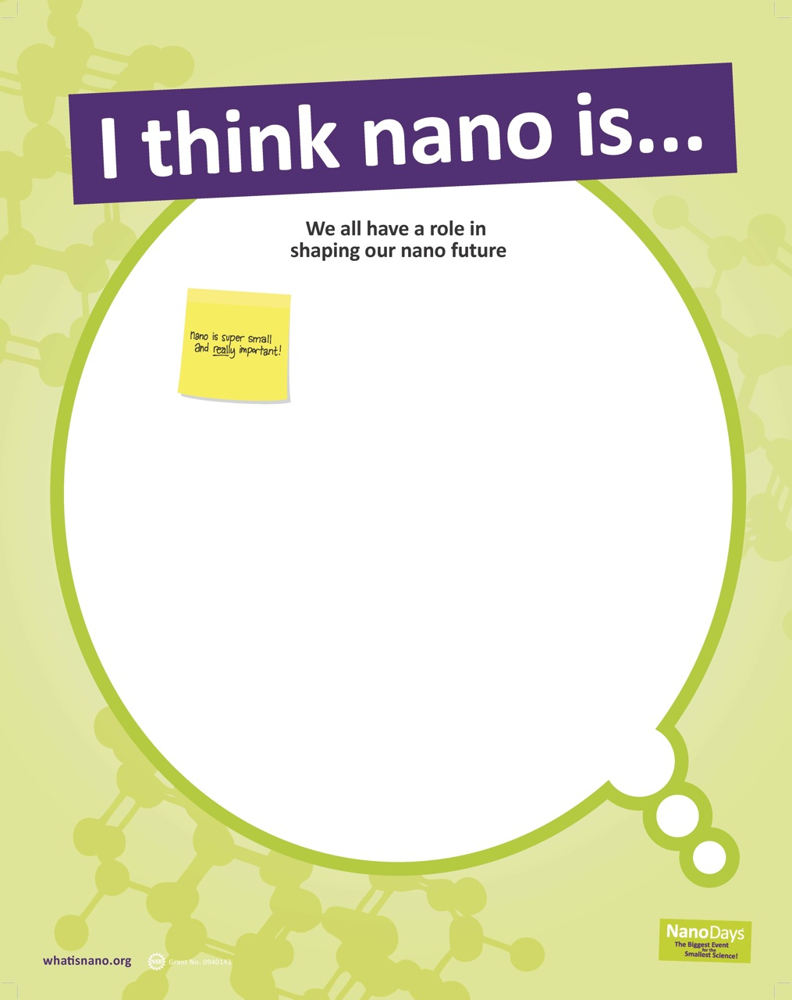 I think nano is...
We all have a role in
shaping our nano future
nano is super small
and really important!
whatisnano.org
NSF
Grant No. 0940143
NanoDays
The Biggest Event
for the
Smallest Science!